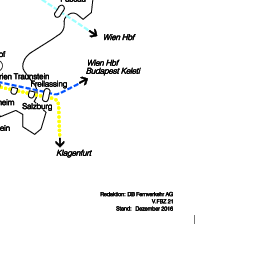 Passau
Wien Hbf
of
Wien Hbf
Budapest Keleti
rien Traunstein
Freilassing
heim
Salzburg
ein
Klagenfurt
Redaktion: DB Fernverkehr AG
V.FBZ 21
Stand: Dezember 2016